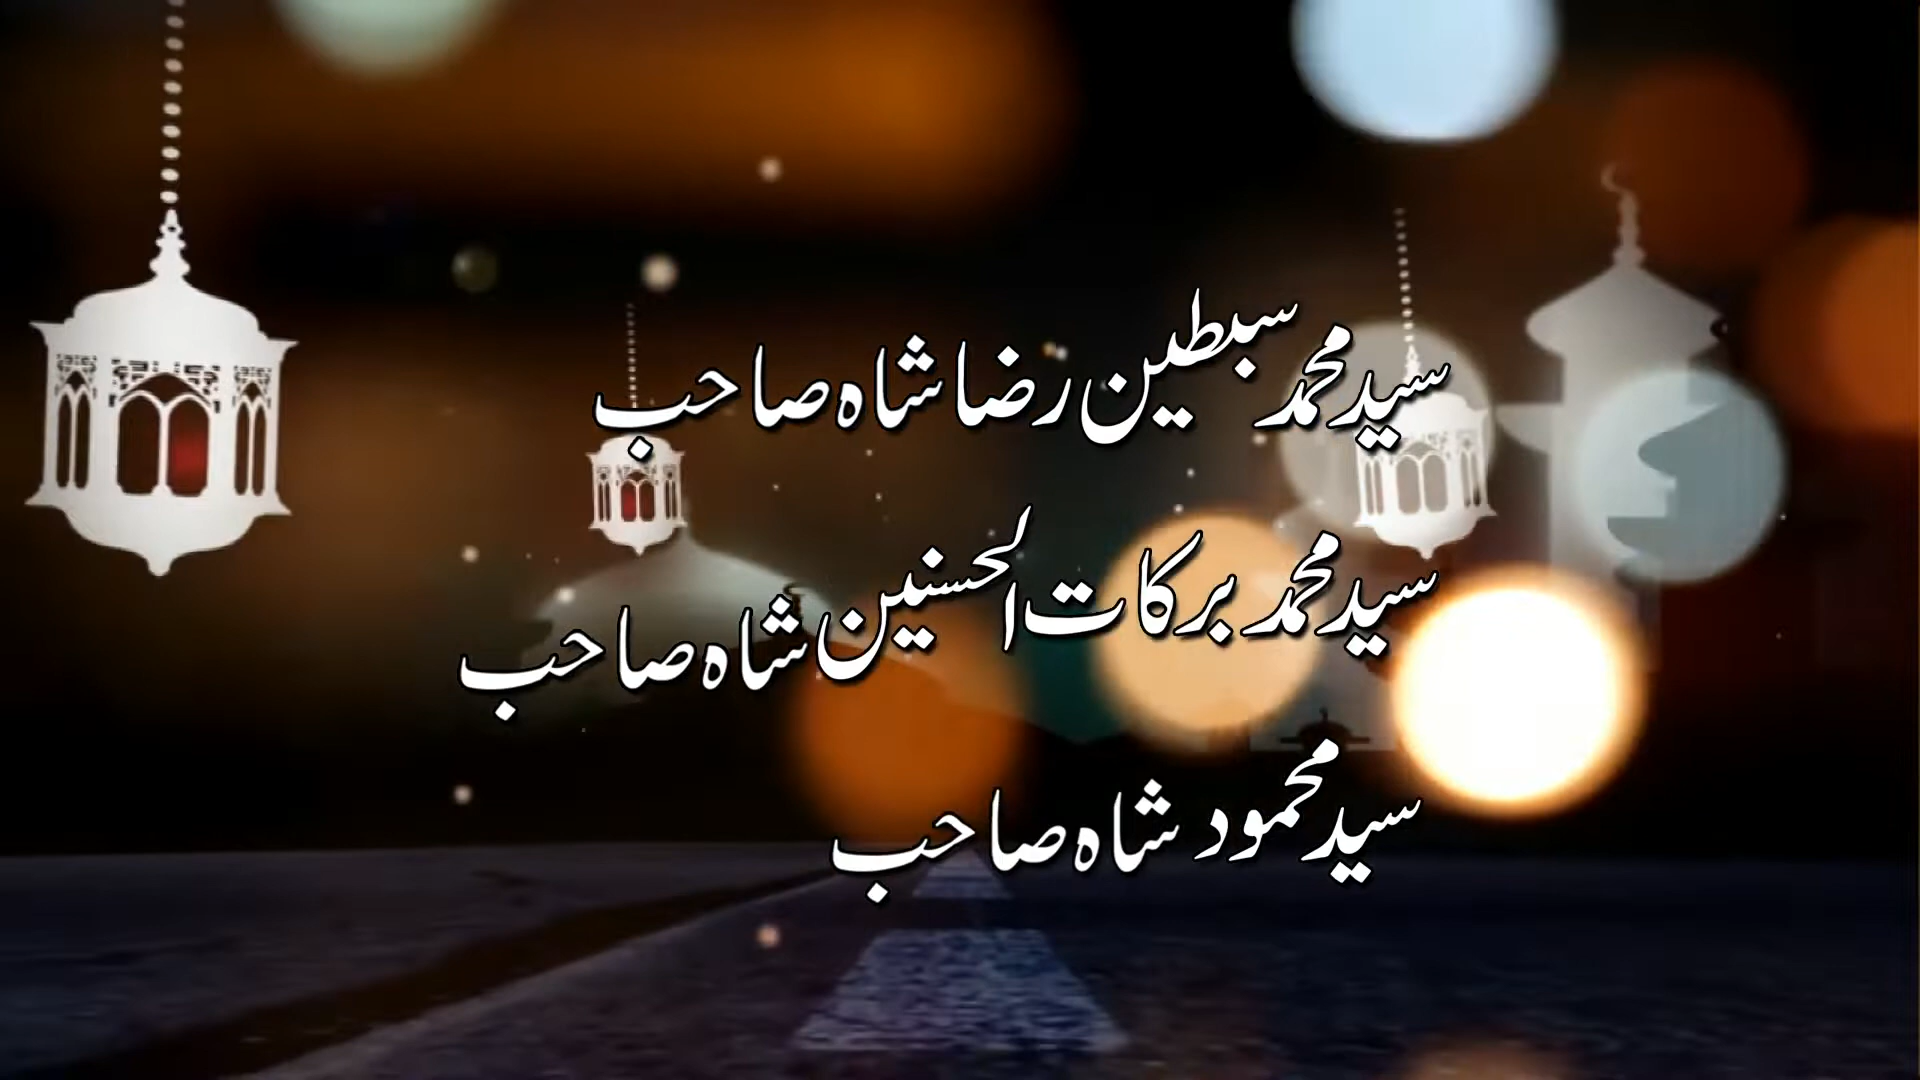 سید محمد سبطین رضا شاہ صاحب
سید محمد برکات الحسنین شاہ صاحب
سید محمود شاہ صاحب